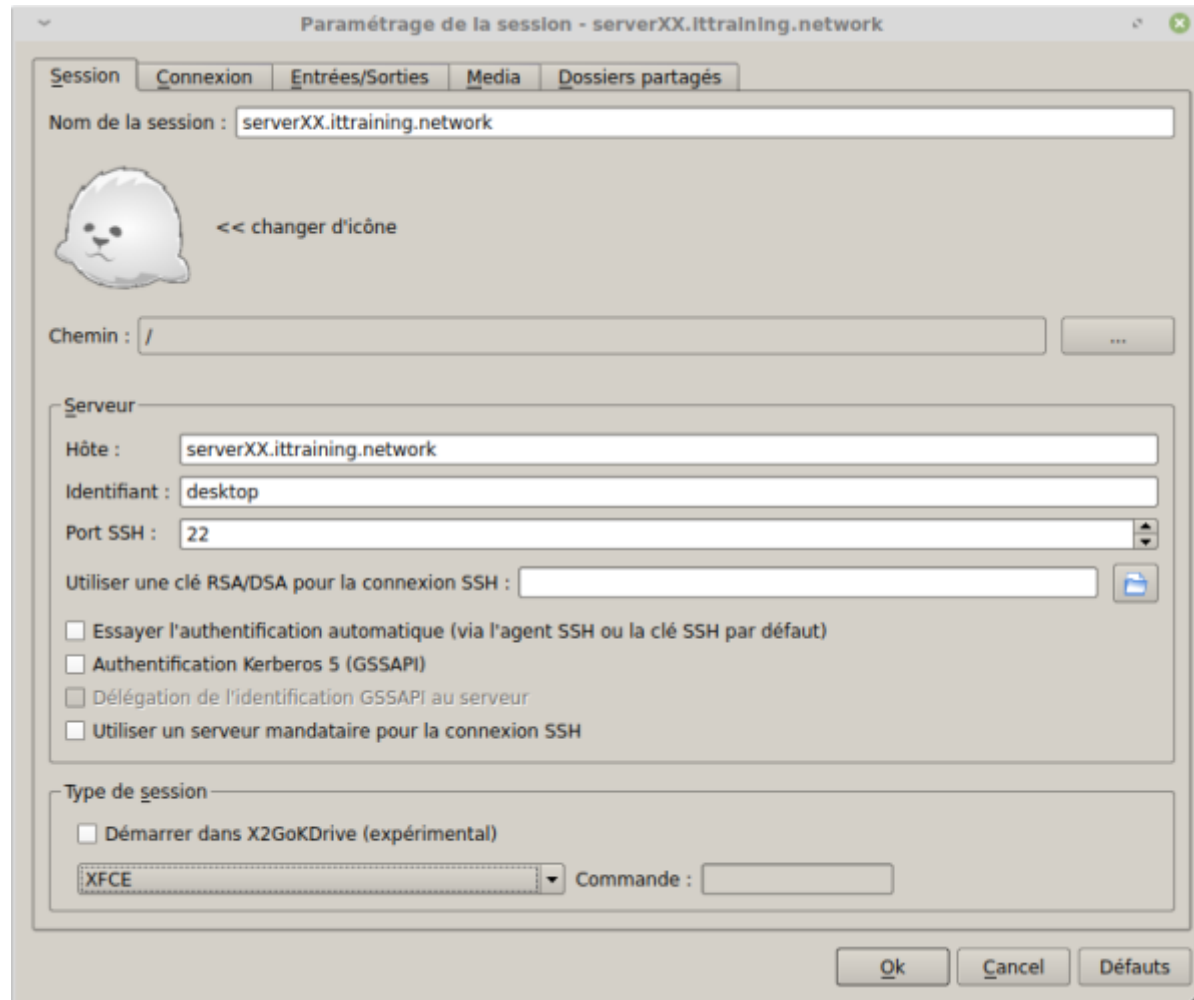 Paramétrage de la session - serverXX.ittraining.network
Session Connexion Entrées/Sorties Media Dossiers partagés
Nom de la session : serverXX.ittraining.network
<< changer d'icône
Chemin : / ...
Serveur
Hôte : serverXX.ittraining.network
Identifiant : desktop
Port SSH : 22
Utiliser une clé RSA/DSA pour la connexion SSH :
Essayer l'authentification automatique (via l'agent SSH ou la clé SSH par défaut)
Authentification Kerberos 5 (GSSAPI)
Délégation de l'identification GSSAPI au serveur
Utiliser un serveur mandataire pour la connexion SSH
Type de session
Démarrer dans X2GoKDrive (expérimental)
XFCE Commande :
Ok Cancel Défauts